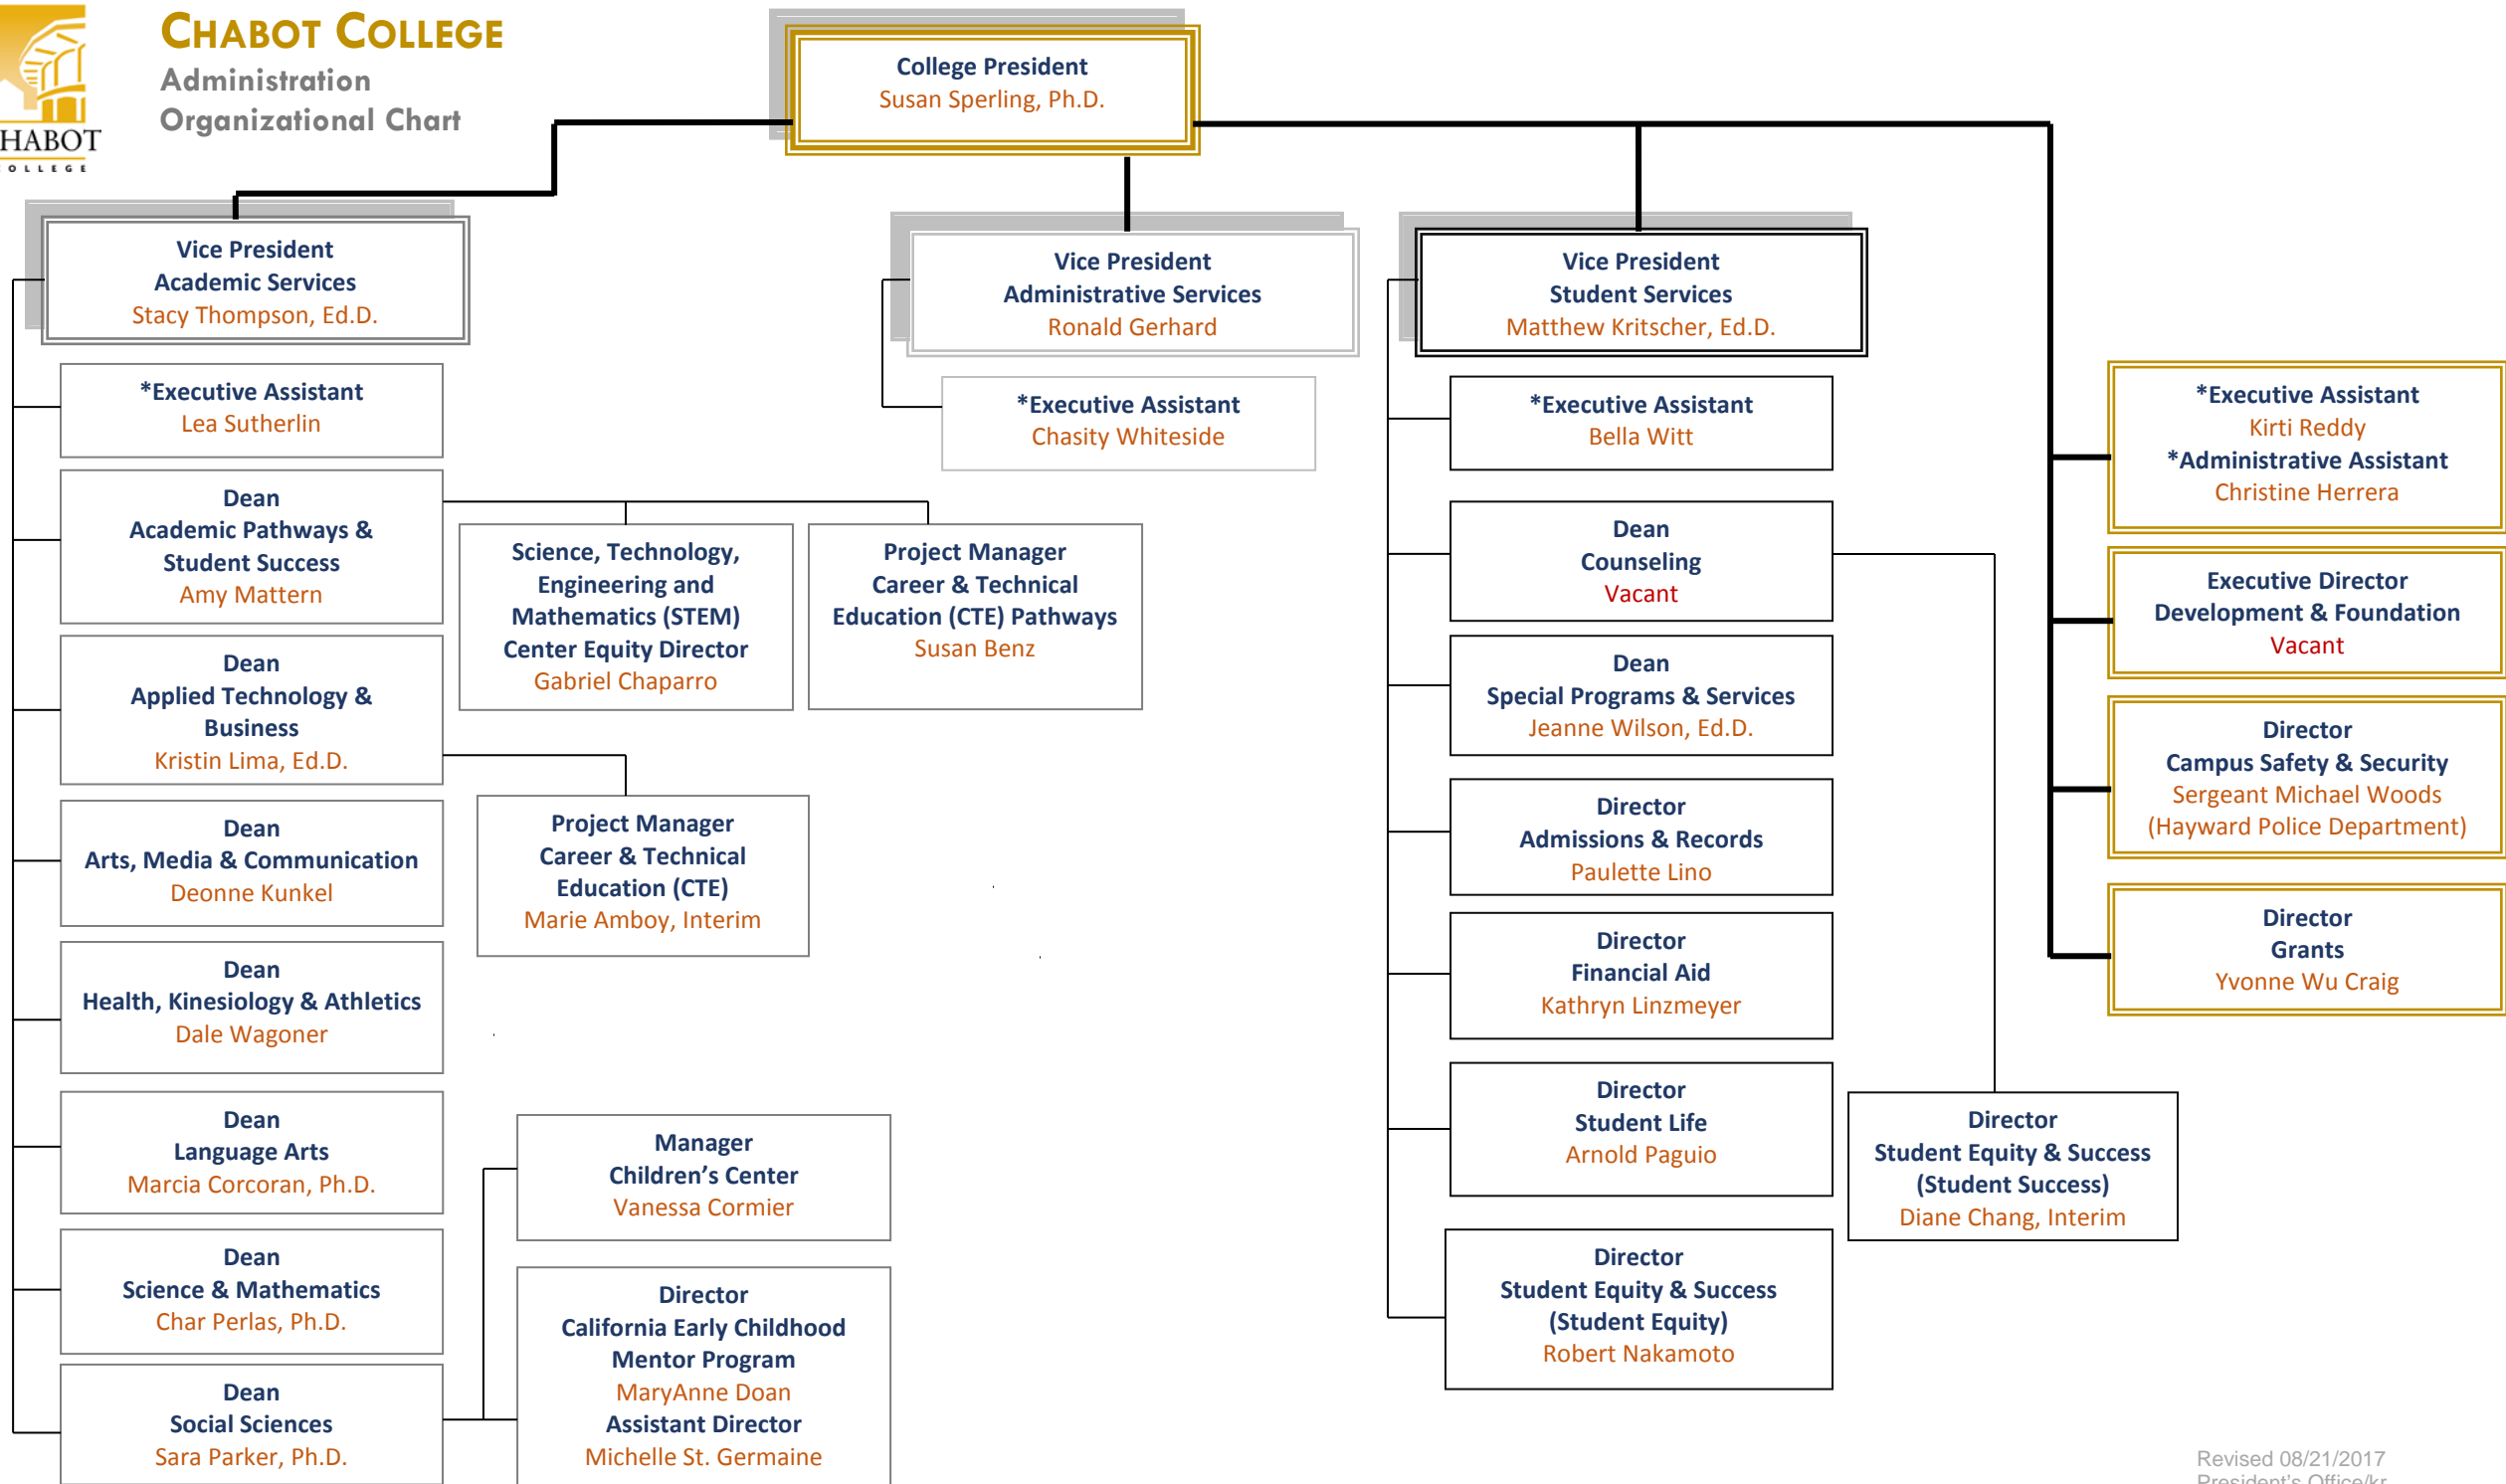 CHABOT COLLEGE
Administration
Organizational Chart
HABOT
COLLEGE
College President
Susan Sperling, Ph.D.
Vice President
Academic Services
Stacy Thompson, Ed.D.
*Executive Assistant
Lea Sutherlin
Dean
Academic Pathways &
Student Success
Amy Mattern
Science, Technology,
Engineering and
Mathematics (STEM)
Center Equity Director
Gabriel Chaparro
Project Manager
Career & Technical
Education (CTE) Pathways
Susan Benz
Dean
Applied Technology &
Business
Kristin Lima, Ed.D.
Project Manager
Career & Technical
Education (CTE)
Marie Amboy, Interim
Dean
Arts, Media & Communication
Deonne Kunkel
Dean
Health, Kinesiology & Athletics
Dale Wagoner
Dean
Language Arts
Marcia Corcoran, Ph.D.
Dean
Science & Mathematics
Char Perlas, Ph.D.
Dean
Social Sciences
Sara Parker, Ph.D.
Manager
Children’s Center
Vanessa Cormier
Director
California Early Childhood
Mentor Program
MaryAnne Doan
Assistant Director
Michelle St. Germaine
Vice President
Administrative Services
Ronald Gerhard
*Executive Assistant
Chasity Whiteside
Vice President
Student Services
Matthew Kritscher, Ed.D.
*Executive Assistant
Bella Witt
Dean
Counseling
Vacant
Dean
Special Programs & Services
Jeanne Wilson, Ed.D.
Director
Admissions & Records
Paulette Lino
Director
Financial Aid
Kathryn Linzmeyer
Director
Student Life
Arnold Paguio
Director
Student Equity & Success
(Student Equity)
Robert Nakamoto
Director
Student Equity & Success
(Student Success)
Diane Chang, Interim
*Executive Assistant
Kirti Reddy
*Administrative Assistant
Christine Herrera
Executive Director
Development & Foundation
Vacant
Director
Campus Safety & Security
Sergeant Michael Woods
(Hayward Police Department)
Director
Grants
Yvonne Wu Craig
Revised 08/21/2017
President’s Office/kr